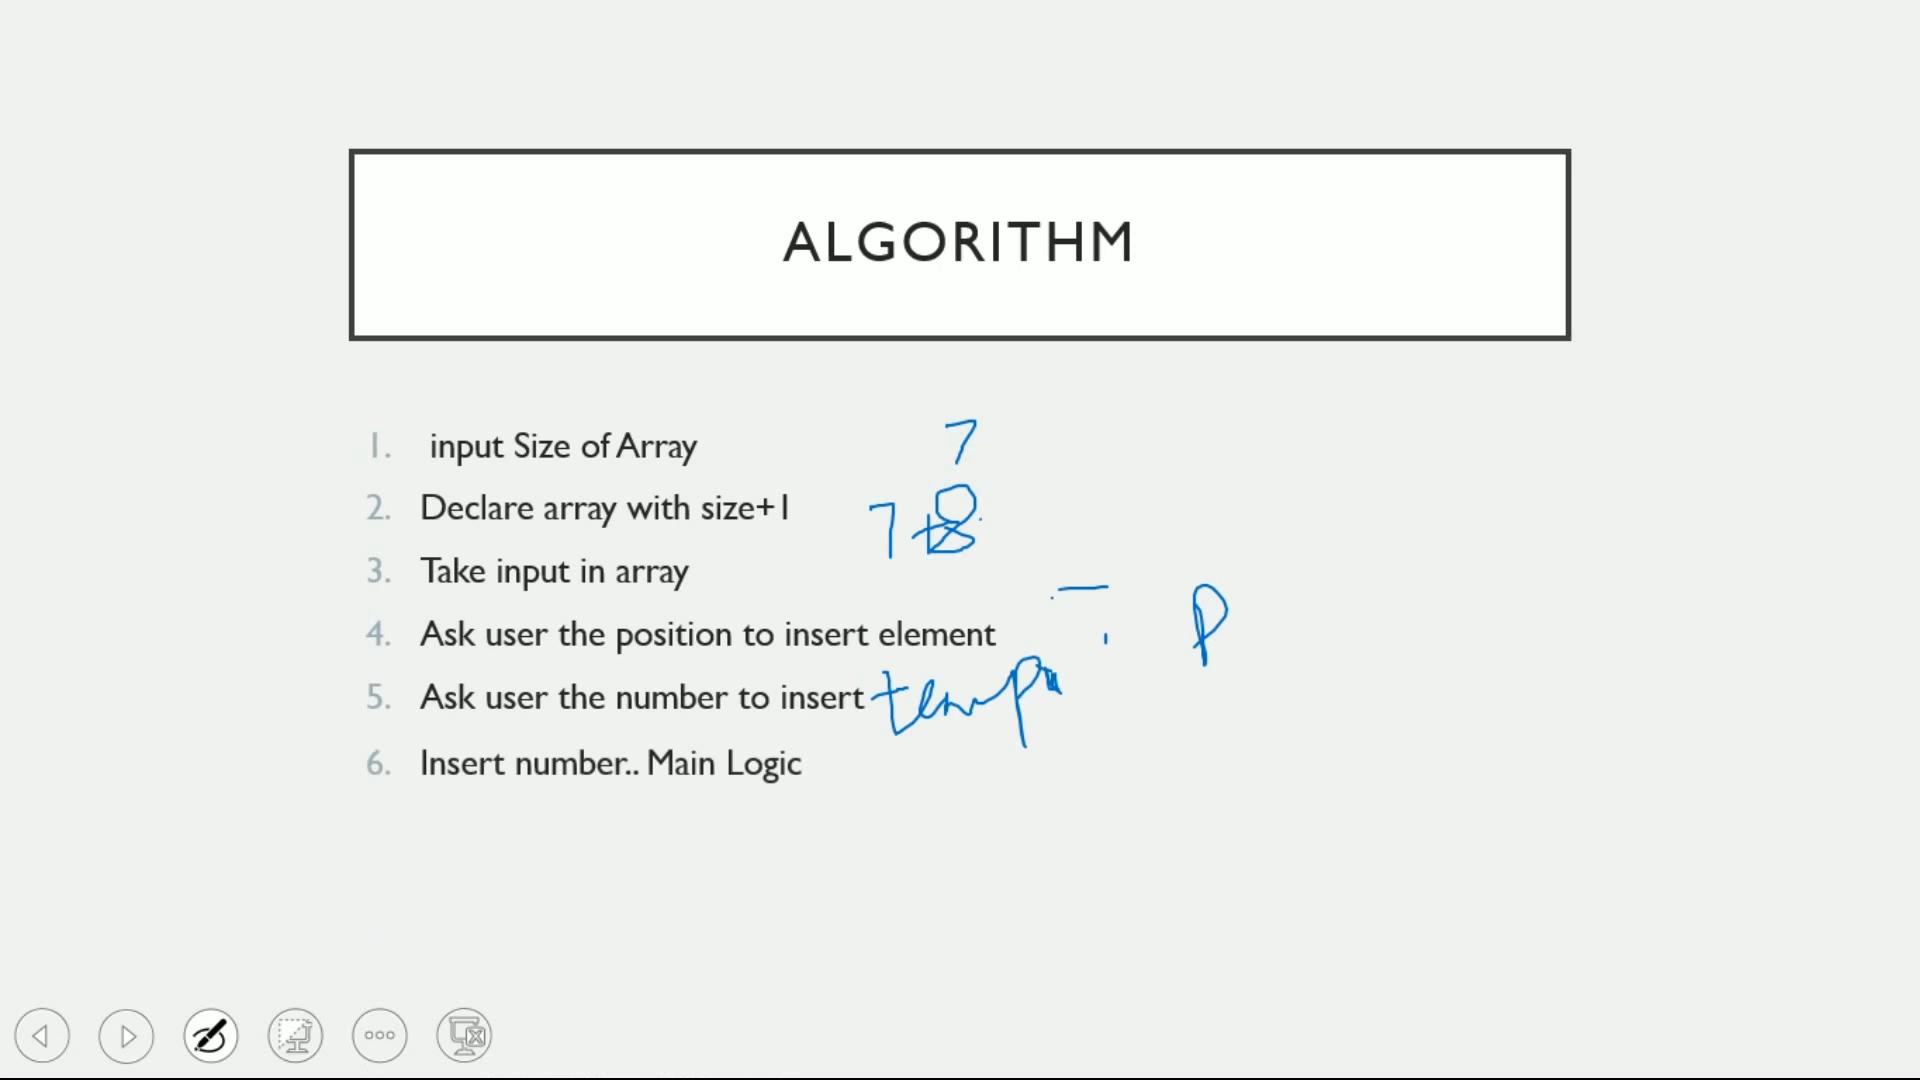 ALGORITHM
1. input Size of Array 7
2. Declare array with size+1 7 8
3. Take input in array
4. Ask user the position to insert element P
5. Ask user the number to insert temp
6. Insert number.. Main Logic